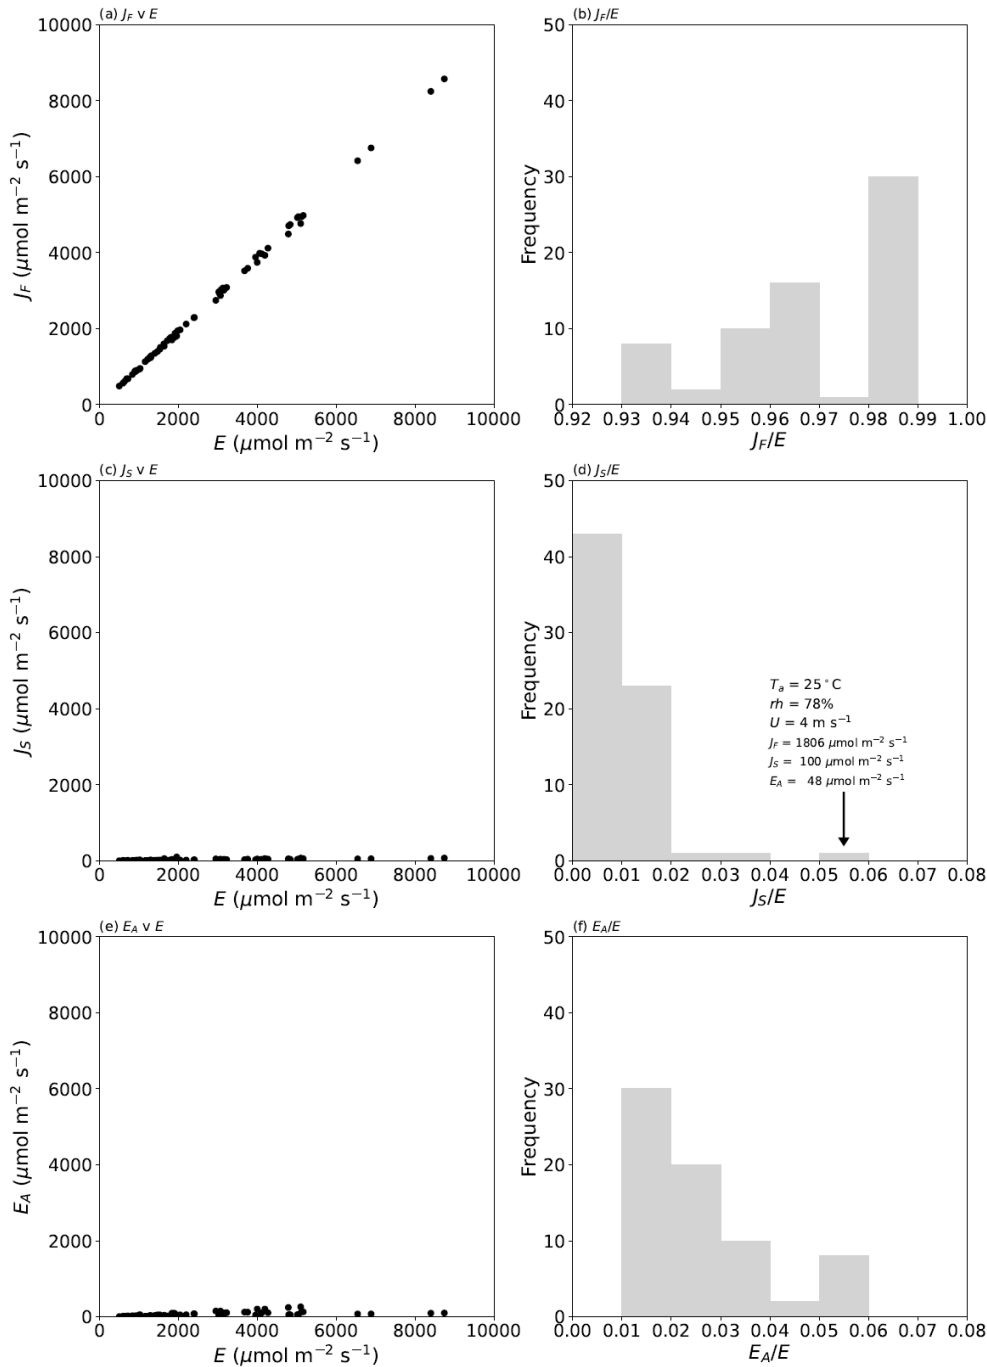 (a) J_F v E
10000
8000
6000
4000
2000
0
J_F (μmol m⁻² s⁻¹)
0 2000 4000 6000 8000 10000
E (μmol m⁻² s⁻¹)
(b) J_F/E
50
40
30
20
10
0
Frequency
0.92 0.93 0.94 0.95 0.96 0.97 0.98 0.99 1.00
J_F/E
(c) J_S v E
10000
8000
6000
4000
2000
0
J_S (μmol m⁻² s⁻¹)
0 2000 4000 6000 8000 10000
E (μmol m⁻² s⁻¹)
(d) J_S/E
50
40
30
20
10
0
Frequency
T_a = 25°C
rh = 78%
U = 4 m s⁻¹
J_F = 1806 μmol m⁻² s⁻¹
J_S = 100 μmol m⁻² s⁻¹
E_A = 48 μmol m⁻² s⁻¹
0.00 0.01 0.02 0.03 0.04 0.05 0.06 0.07 0.08
J_S/E
(e) E_A v E
10000
8000
6000
4000
2000
0
E_A (μmol m⁻² s⁻¹)
0 2000 4000 6000 8000 10000
E (μmol m⁻² s⁻¹)
(f) E_A/E
50
40
30
20
10
0
Frequency
0.00 0.01 0.02 0.03 0.04 0.05 0.06 0.07 0.08
E_A/E